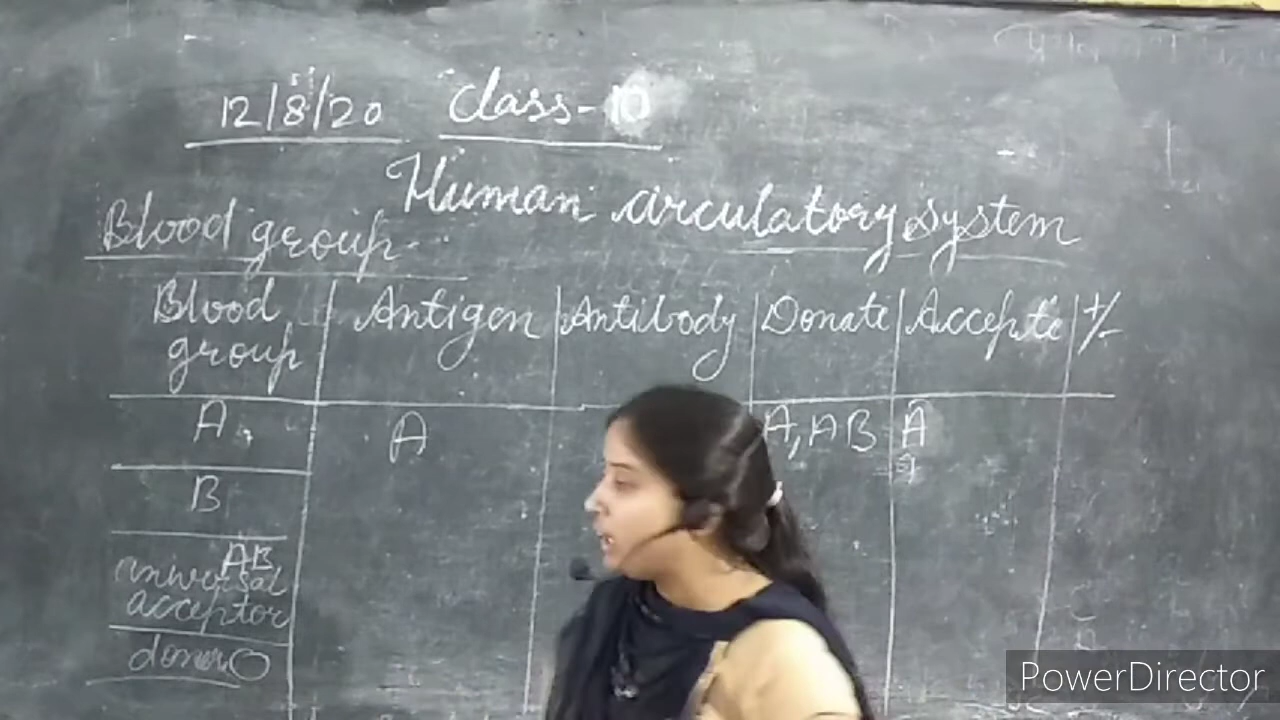 12/8/20 Class-10
Human circulatory system
Blood group
Blood group | Antigen | Antibody | Donate | Accepte | +/-
A | A | A, AB | A
B
AB
universal
acceptor
doner O
PowerDirector